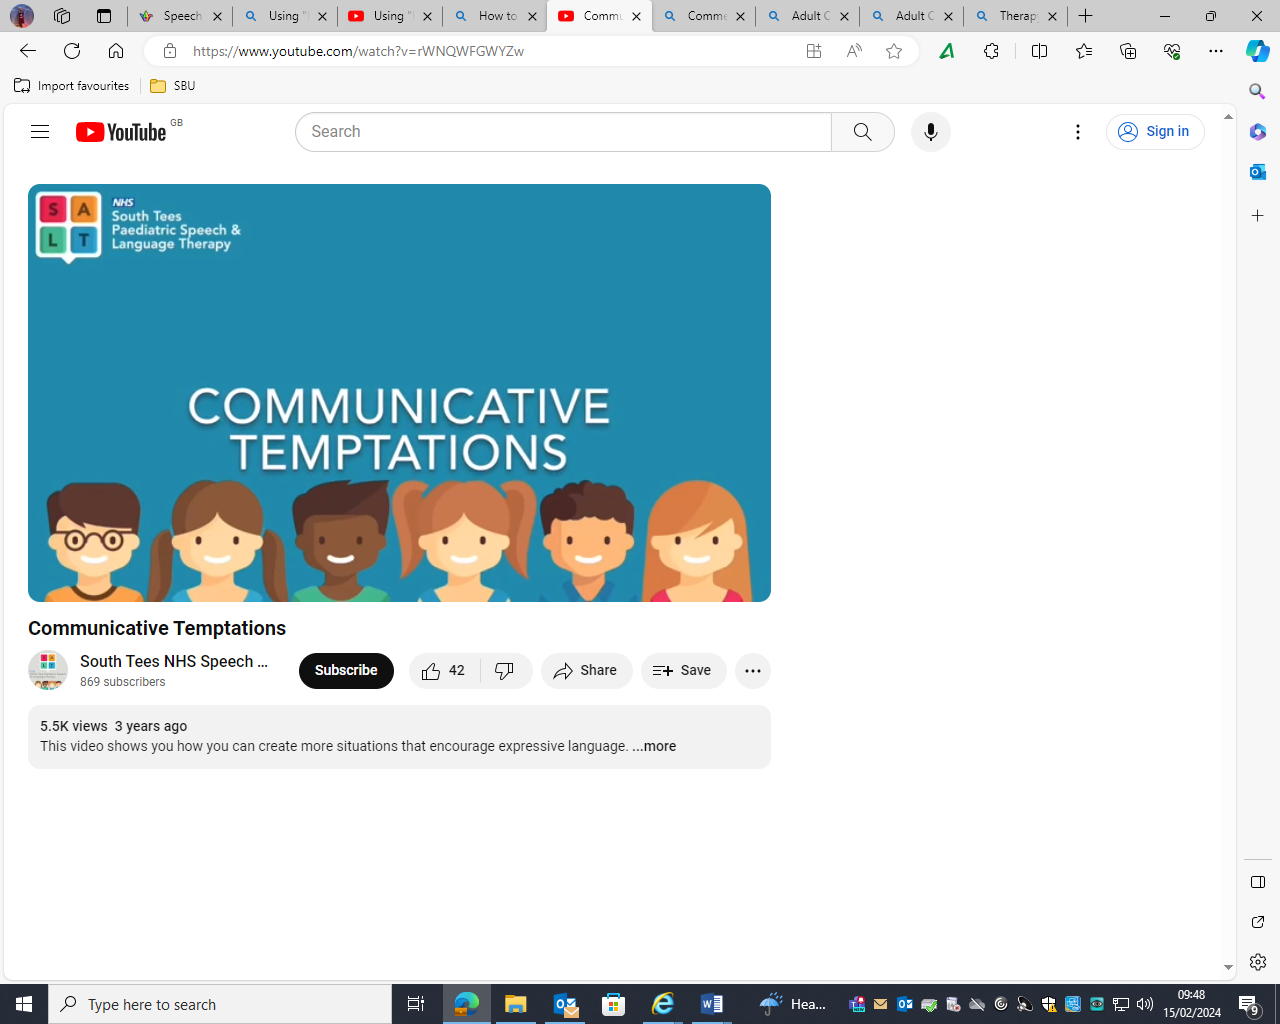 Speech
Using "
Using "
How to
Commu
Comme
Adult C
Adult C
Therap
https://www.youtube.com/watch?v=rWNQWFGWYZw
Import favourites
SBU
YouTube GB
Search
Sign in
SALT
NHS
South Tees
Paediatric Speech &
Language Therapy
COMMUNICATIVE
TEMPTATIONS
Communicative Temptations
South Tees NHS Speech ...
869 subscribers
Subscribe
42
Share
Save
5.5K views 3 years ago
This video shows you how you can create more situations that encourage expressive language. ...more
Type here to search
Hea...
09:48
15/02/2024
9